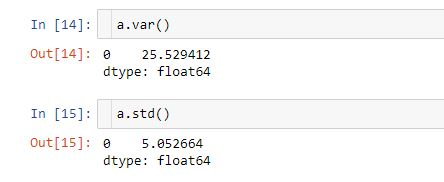 In [14]: a.var()
Out[14]: 0    25.529412
dtype: float64
In [15]: a.std()
Out[15]: 0    5.052664
dtype: float64